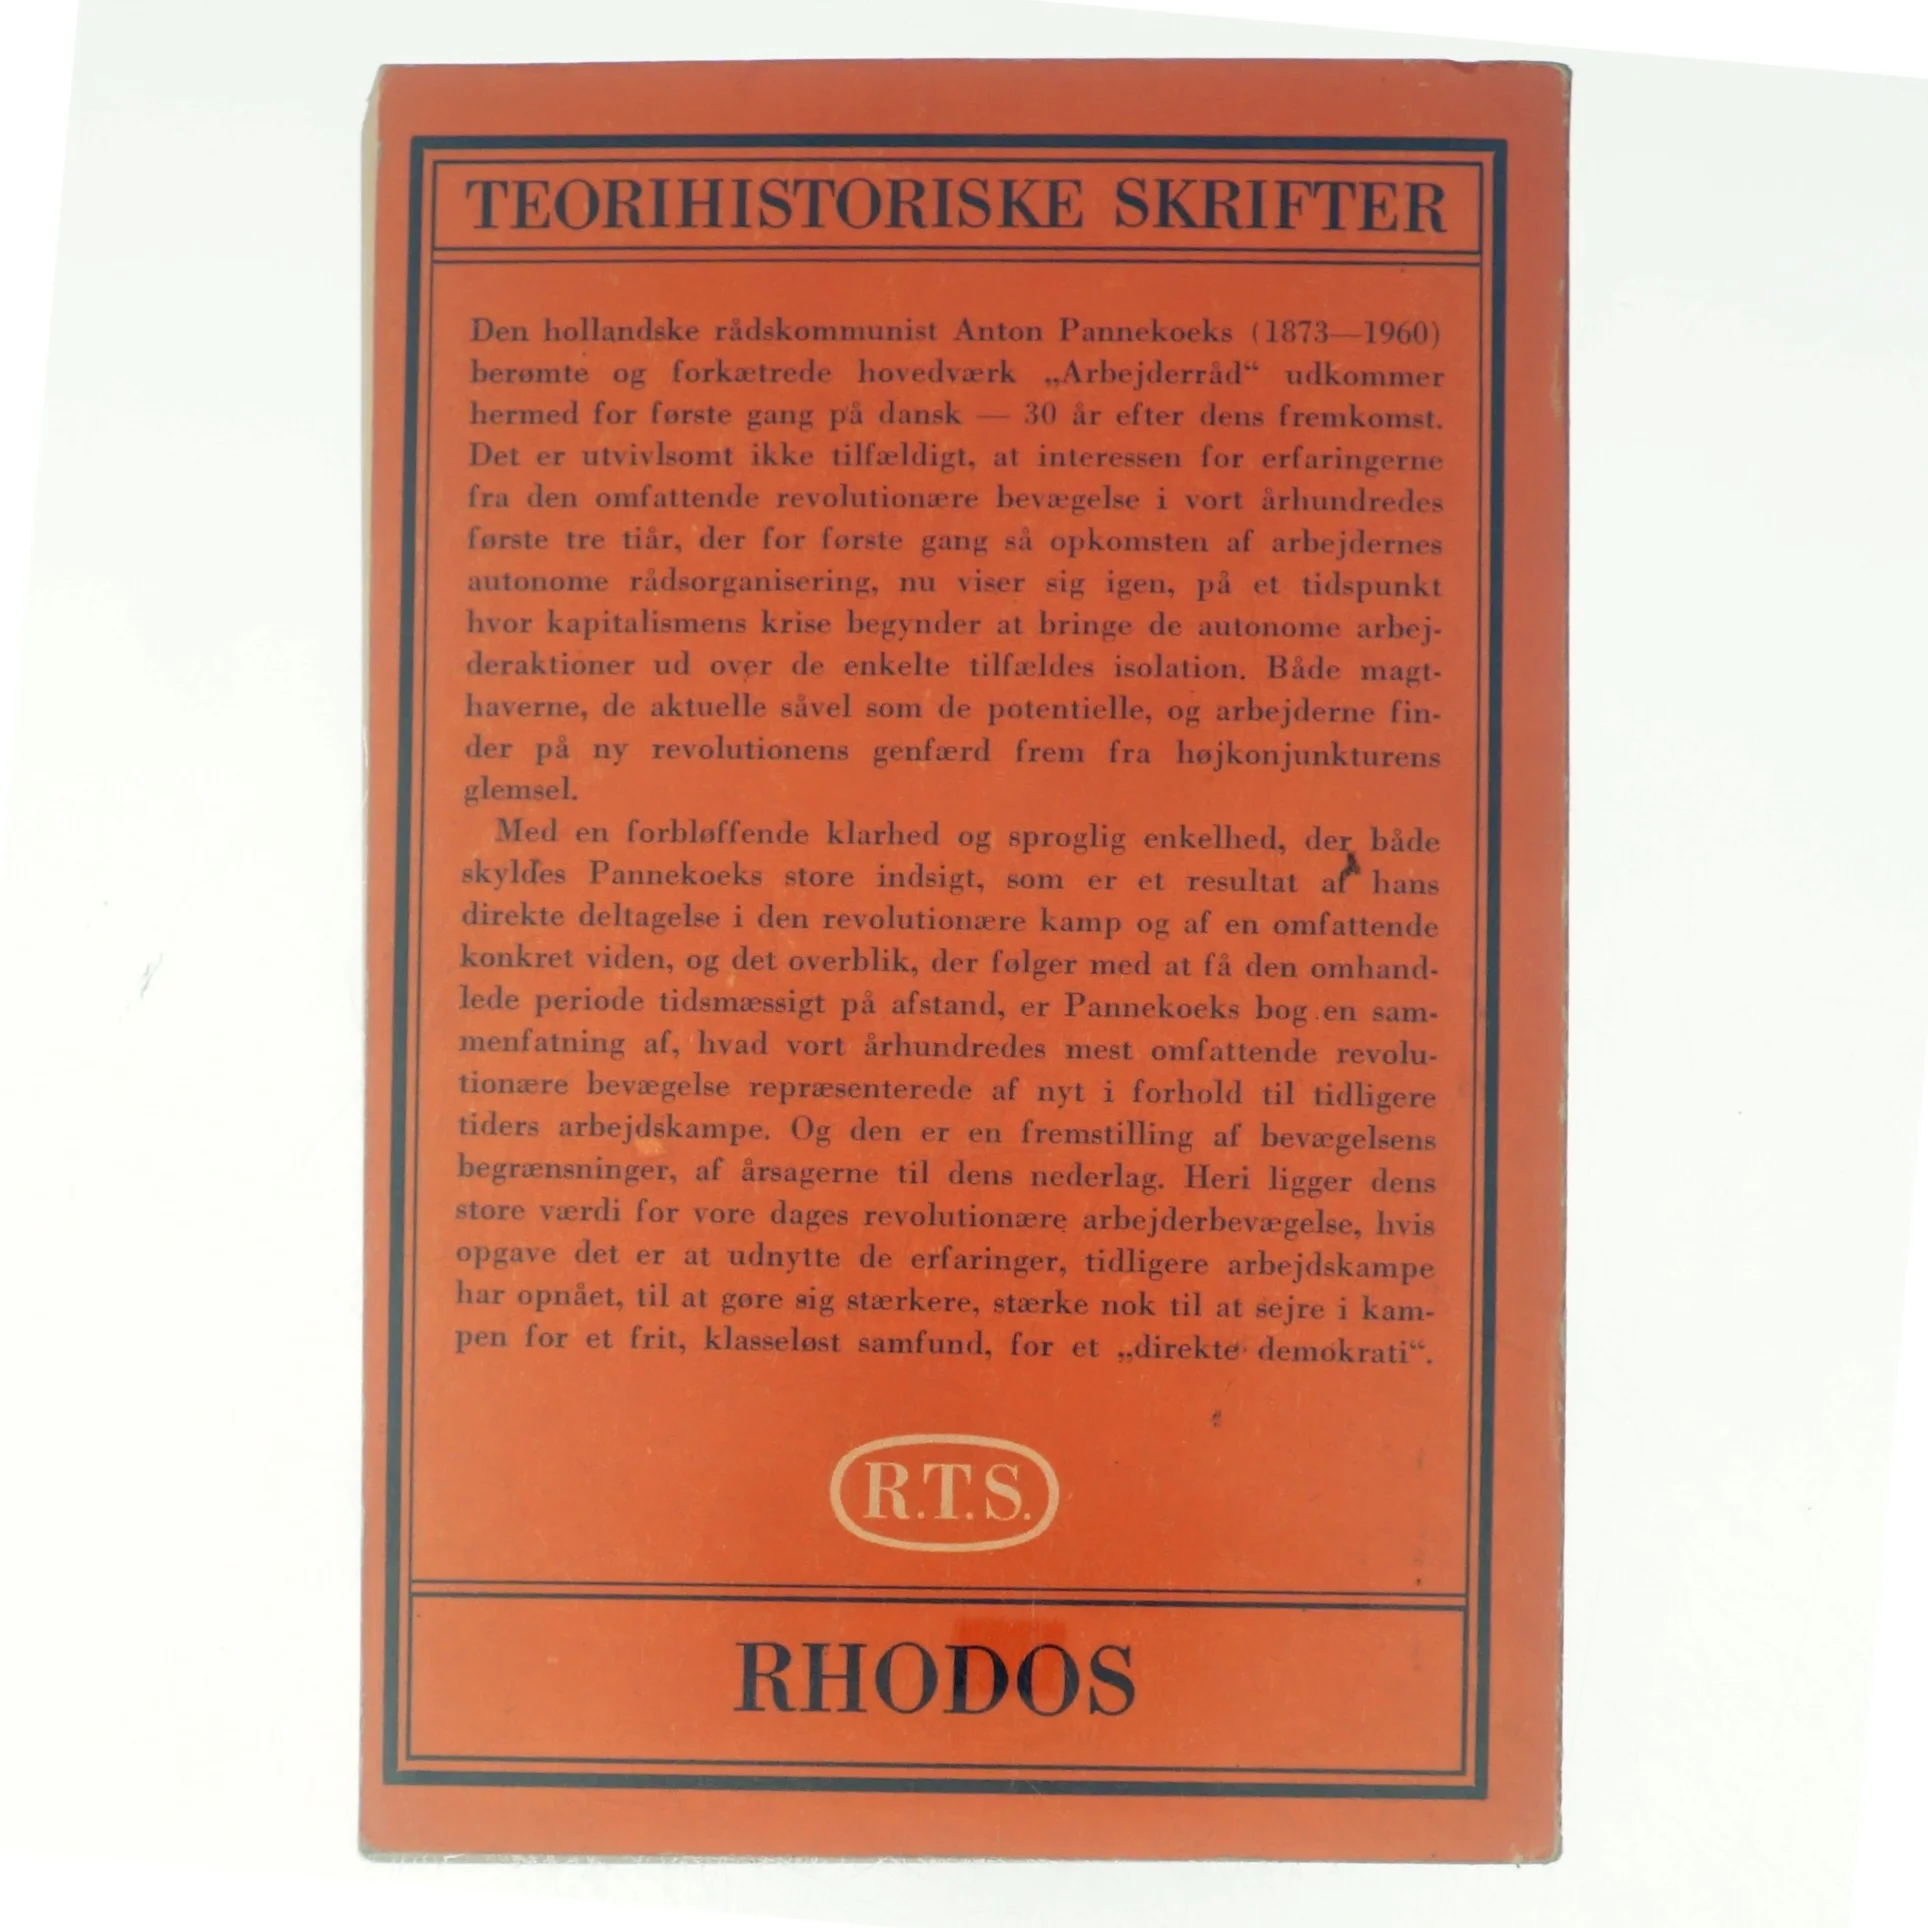 TEORIHISTORISKE SKRIFTER
Den hollandske rådskommunist Anton Pannekoeks (1873—1960)
berømte og forkætrede hovedværk „Arbejderråd“ udkommer
hermed for første gang på dansk — 30 år efter dens fremkomst.
Det er utvivlsomt ikke tilfældigt, at interessen for erfaringerne
fra den omfattende revolutionære bevægelse i vort århundredes
første tre tiår, der for første gang så opkomsten af arbejdernes
autonome rådsorganisering, nu viser sig igen, på et tidspunkt
hvor kapitalismens krise begynder at bringe de autonome arbej-
deraktioner ud over de enkelte tilfældes isolation. Både magt-
haverne, de aktuelle såvel som de potentielle, og arbejderne fin-
der på ny revolutionens genfærd frem fra højkonjunkturens
glemsel.
Med en forbløffende klarhed og sproglig enkelhed, der både
skyldes Pannekoeks store indsigt, som er et resultat af hans
direkte deltagelse i den revolutionære kamp og af en omfattende
konkret viden, og det overblik, der følger med at få den omhand-
lede periode tidsmæssigt på afstand, er Pannekoeks bog en sam-
menfatning af, hvad vort århundredes mest omfattende revolu-
tionære bevægelse repræsenterede af nyt i forhold til tidligere
tiders arbejdskampe. Og den er en fremstilling af bevægelsens
begrænsninger, af årsagerne til dens nederlag. Heri ligger dens
store værdi for vore dages revolutionære arbejderbevægelse, hvis
opgave det er at udnytte de erfaringer, tidligere arbejdskampe
har opnået, til at gøre sig stærkere, stærke nok til at sejre i kam-
pen for et frit, klasseløst samfund, for et „direkte demokrati“.
R.T.S.
RHODOS